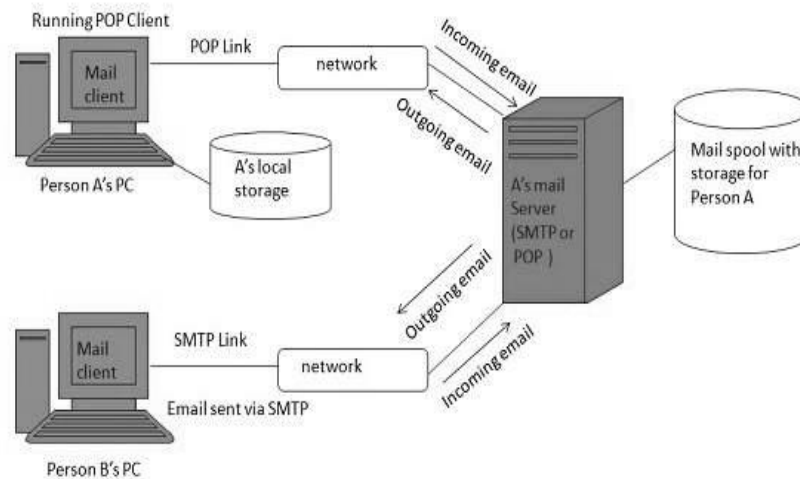 Running POP Client
POP Link
Mail
client
network
Incoming email
Outgoing email
Person A's PC
A's local
storage
A's mail
Server
(SMTP or
POP )
Mail spool with
storage for
Person A
Outgoing email
Incoming email
Mail
client
SMTP Link
network
Email sent via SMTP
Person B's PC